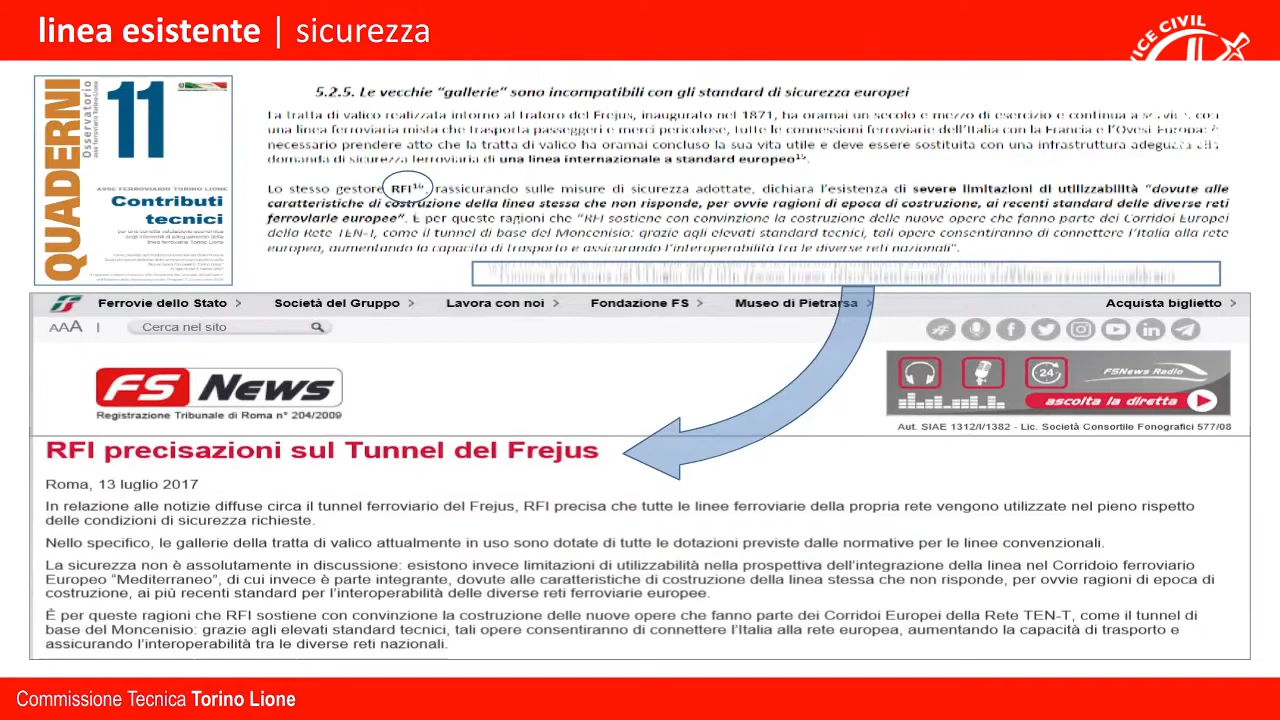 linea esistente | sicurezza
VICE CIVIL
QUADERNI
Osservatorio
11
ASSE FERROVIARIO TORINO LIONE
Contributi
tecnici
5.2.5. Le vecchie “gallerie” sono incompatibili con gli standard di sicurezza europei
La tratta di valico realizzata intorno al traforo del Frejus, inaugurato nel 1871, ha oramai un secolo e mezzo di esercizio e continua a
una linea ferroviaria mista che trasporta passeggeri e merci pericolose, tutte le connessioni ferroviarie dell’Italia con la Francia e l’Ovest Europa: è
necessario prendere atto che la tratta di valico ha oramai concluso la sua vita utile e deve essere sostituita con una infrastruttura adeguata alla
domanda di sicurezza ferroviaria di una linea internazionale a standard europeo15.
Lo stesso gestore RFI16, rassicurando sulle misure di sicurezza adottate, dichiara l’esistenza di severe limitazioni di utilizzabilità “dovute alle
caratteristiche di costruzione della linea stessa che non risponde, per ovvie ragioni di epoca di costruzione, ai recenti standard delle diverse reti
ferroviarie europee”. È per queste ragioni che “RFI sostiene con convinzione la costruzione delle nuove opere che fanno parte dei Corridoi Europei
della Rete TEN-T, come il tunnel di base del Moncenisio: grazie agli elevati standard tecnici, tali opere consentiranno di connettere l’Italia alla rete
europea, aumentando la capacità di trasporto e assicurando l’interoperabilità tra le diverse reti nazionali”.
Ferrovie dello Stato > Società del Gruppo > Lavora con noi > Fondazione FS > Museo di Pietrarsa > Acquista biglietto >
AAA | Cerca nel sito
FS News
Registrazione Tribunale di Roma n° 204/2009
24
FSNews Radio
ascolta la diretta
Aut. SIAE 1312/I/1382 - Lic. Società Consortile Fonografici 577/08
RFI precisazioni sul Tunnel del Frejus
Roma, 13 luglio 2017
In relazione alle notizie diffuse circa il tunnel ferroviario del Frejus, RFI precisa che tutte le linee ferroviarie della propria rete vengono utilizzate nel pieno rispetto
delle condizioni di sicurezza richieste.
Nello specifico, le gallerie della tratta di valico attualmente in uso sono dotate di tutte le dotazioni previste dalle normative per le linee convenzionali.
La sicurezza non è assolutamente in discussione: esistono invece limitazioni di utilizzabilità nella prospettiva dell’integrazione della linea nel Corridoio ferroviario
Europeo “Mediterraneo”, di cui invece è parte integrante, dovute alle caratteristiche di costruzione della linea stessa che non risponde, per ovvie ragioni di epoca di
costruzione, ai più recenti standard per l’interoperabilità delle diverse reti ferroviarie europee.
È per queste ragioni che RFI sostiene con convinzione la costruzione delle nuove opere che fanno parte dei Corridoi Europei della Rete TEN-T, come il tunnel di
base del Moncenisio: grazie agli elevati standard tecnici, tali opere consentiranno di connettere l’Italia alla rete europea, aumentando la capacità di trasporto e
assicurando l’interoperabilità tra le diverse reti nazionali.
Commissione Tecnica Torino Lione